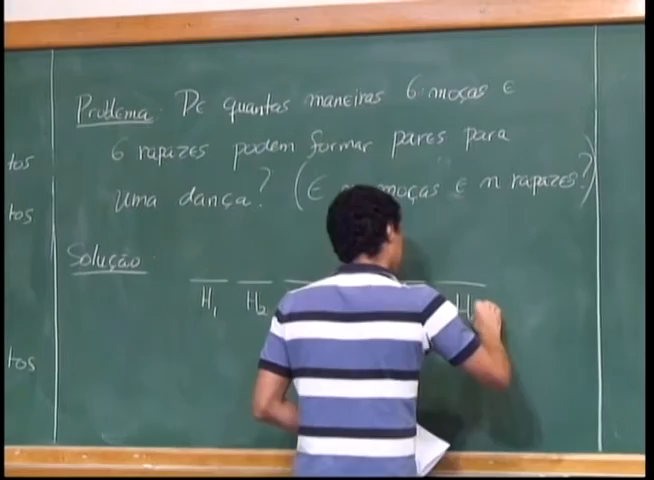 Problema: De quantas maneiras 6 moças e
tos
6 rapazes podem formar pares para
tos
uma dança? (E moças e n rapazes?)
Solução
H1 H2 H
tos